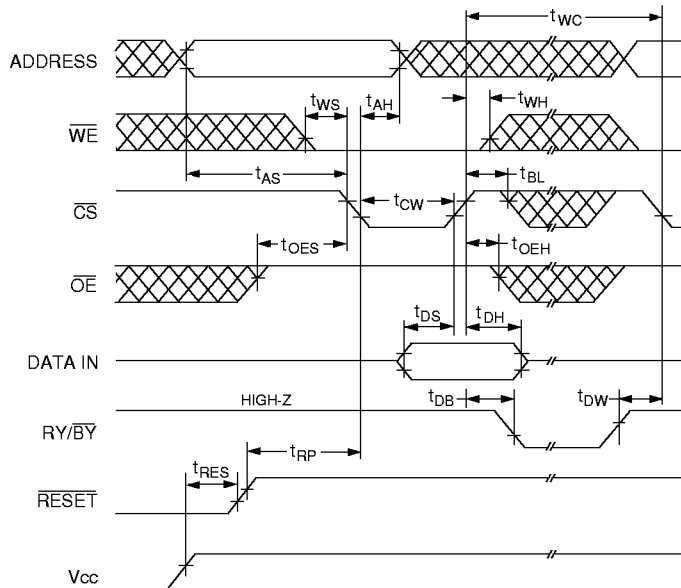 tWC
ADDRESS
tWS tAH
tWH
WE
tAS
tBL
CS
tCW
tOES
tOEH
OE
tDS tDH
DATA IN
HIGH-Z
tDB tDW
RY/BY
tRP
tRES
RESET
Vcc